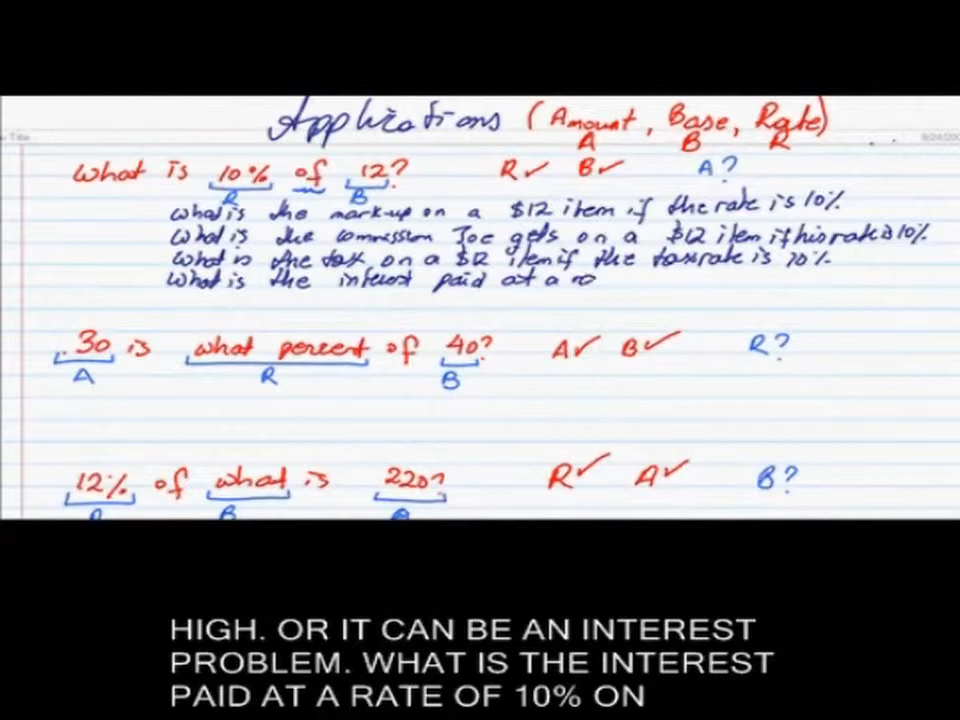 Applications (Amount, Base, Rate)
A B R
Title
What is 10% of 12? R✓ B✓ A?
R B
What is the mark-up on a $12 item if the rate is 10%
What is the commission Joe gets on a $12 item if his rate is 10%
What is the tax on a $12 item if the tax rate is 10%
What is the interest paid at a ra
30 is what percent of 40? A✓ B✓ R?
A R B
12% of what is 220? R✓ A✓ B?
B
HIGH. OR IT CAN BE AN INTEREST
PROBLEM. WHAT IS THE INTEREST
PAID AT A RATE OF 10% ON